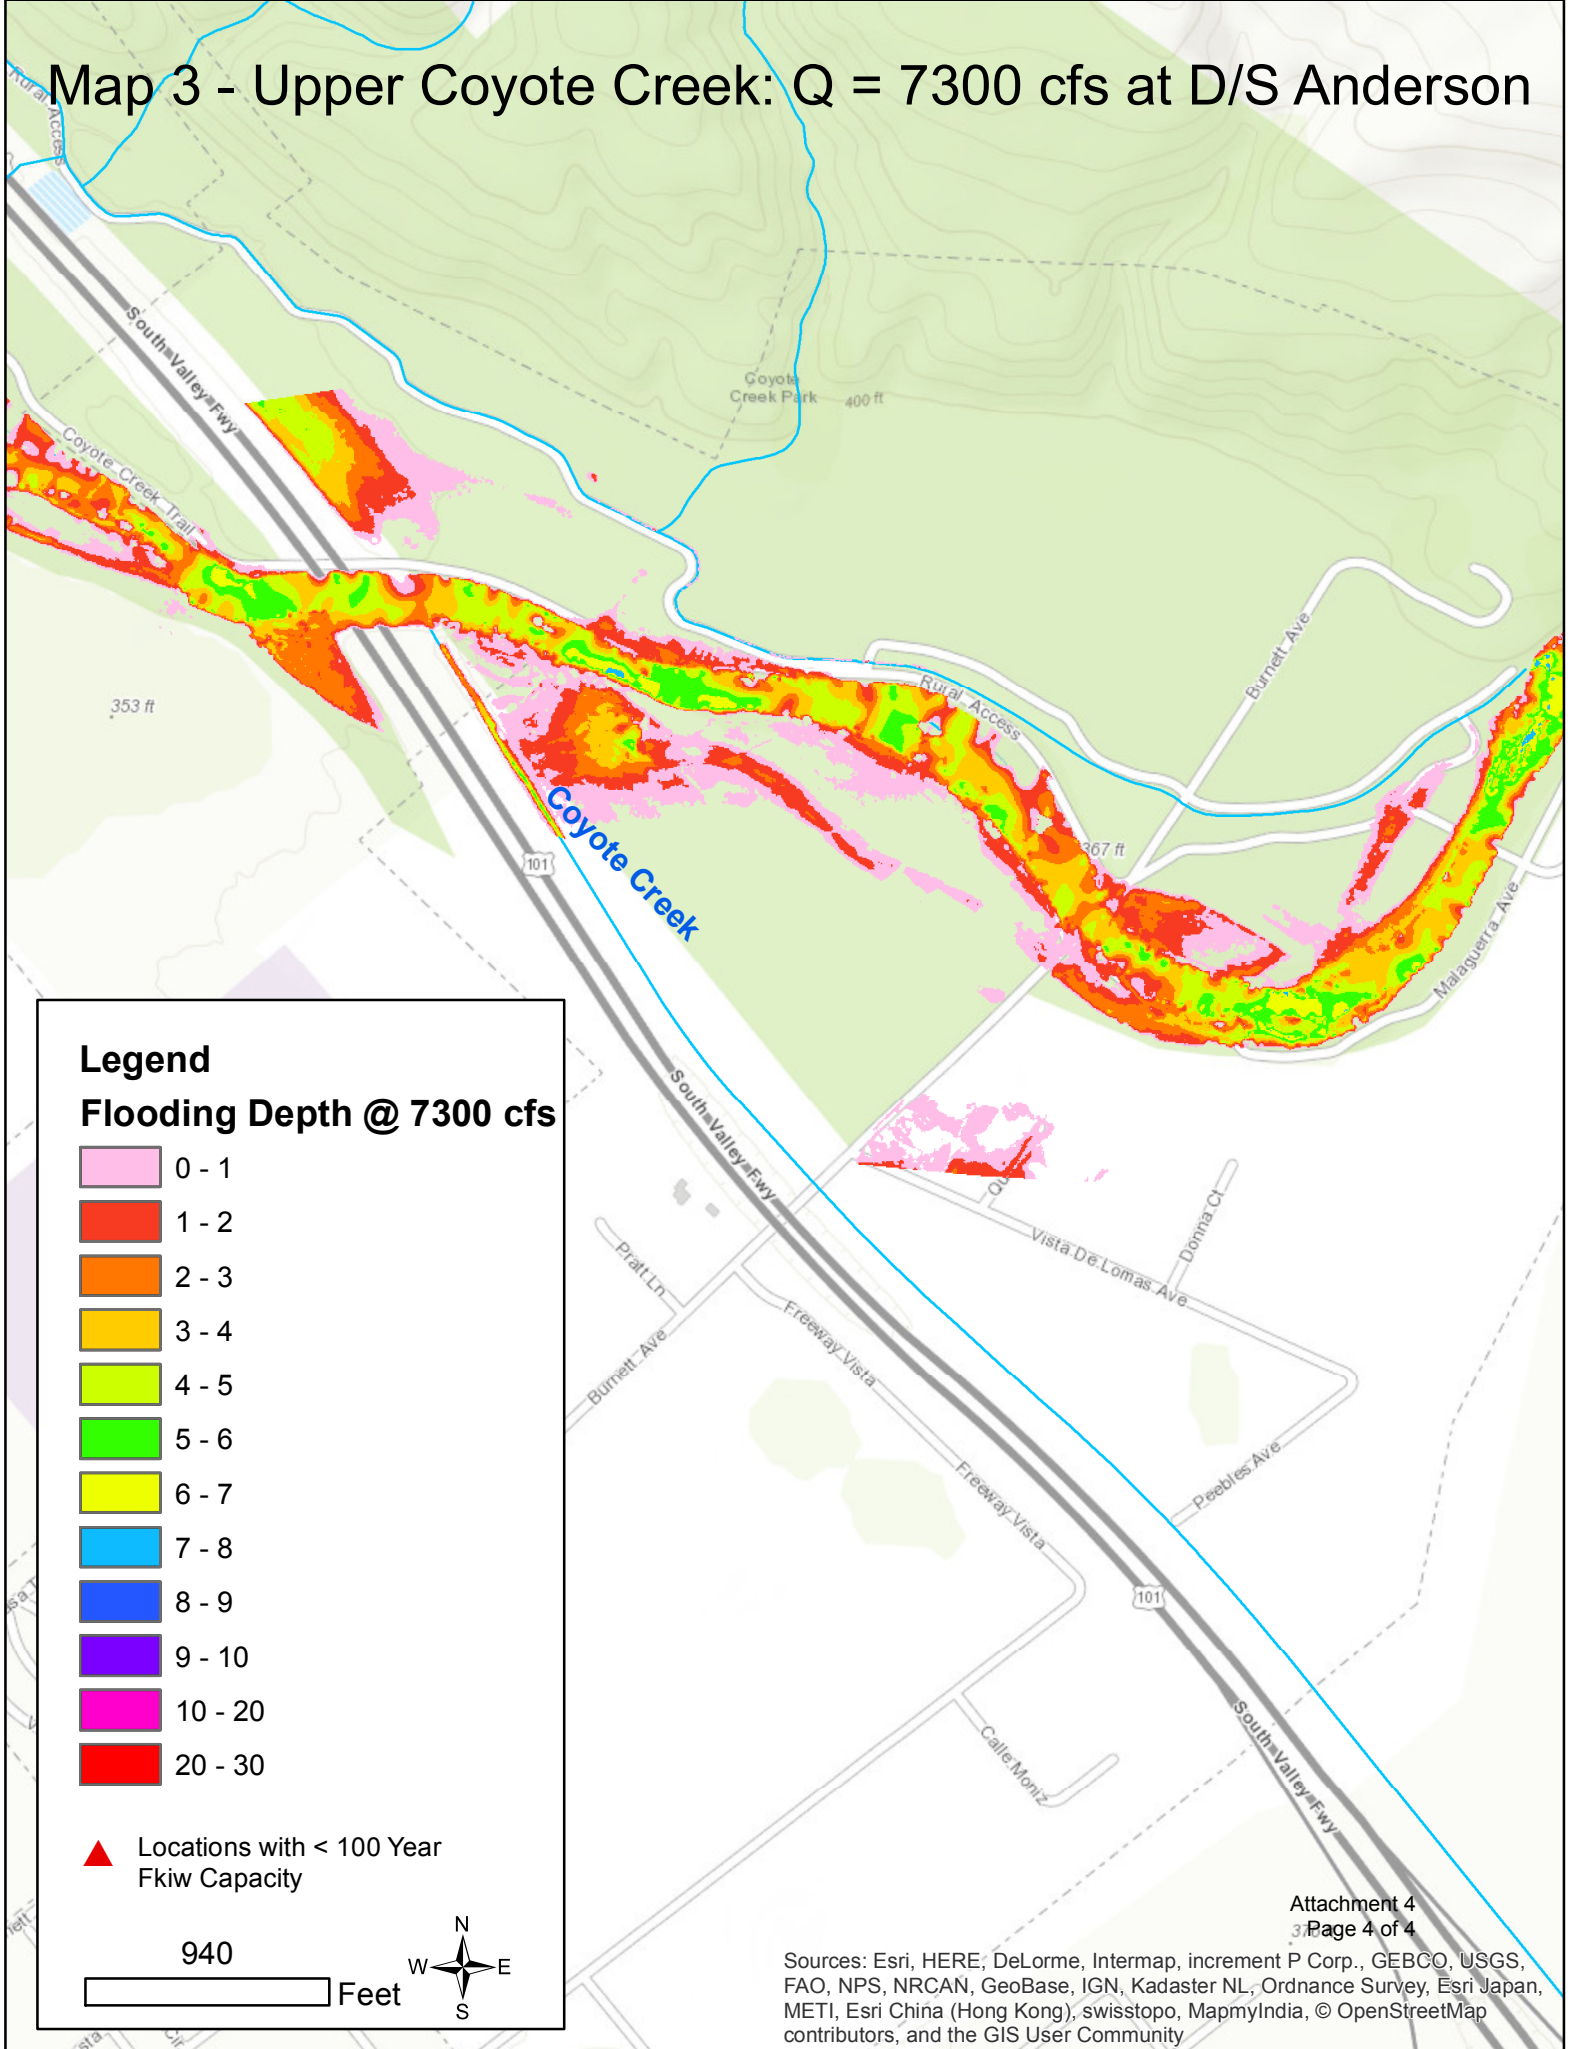 Map 3 - Upper Coyote Creek: Q = 7300 cfs at D/S Anderson
Rural Access
South Valley Fwy
Coyote Creek Trail
Coyote
Creek Park
400 ft
353 ft
Burnett Ave
Rural Access
367 ft
Malaguerra Ave
101
Coyote Creek
South Valley Fwy
Vista De Lomas Ave
Donna Ct
Pratt Ln
Burnett Ave
Freeway Vista
Freeway Vista
Peebles Ave
101
Calle Moniz
South Valley Fwy
Legend
Flooding Depth @ 7300 cfs
0 - 1
1 - 2
2 - 3
3 - 4
4 - 5
5 - 6
6 - 7
7 - 8
8 - 9
9 - 10
10 - 20
20 - 30
Locations with < 100 Year
Fkiw Capacity
940
Feet
N
W
E
S
Attachment 4
Page 4 of 4
Sources: Esri, HERE, DeLorme, Intermap, increment P Corp., GEBCO, USGS,
FAO, NPS, NRCAN, GeoBase, IGN, Kadaster NL, Ordnance Survey, Esri Japan,
METI, Esri China (Hong Kong), swisstopo, MapmyIndia, © OpenStreetMap
contributors, and the GIS User Community